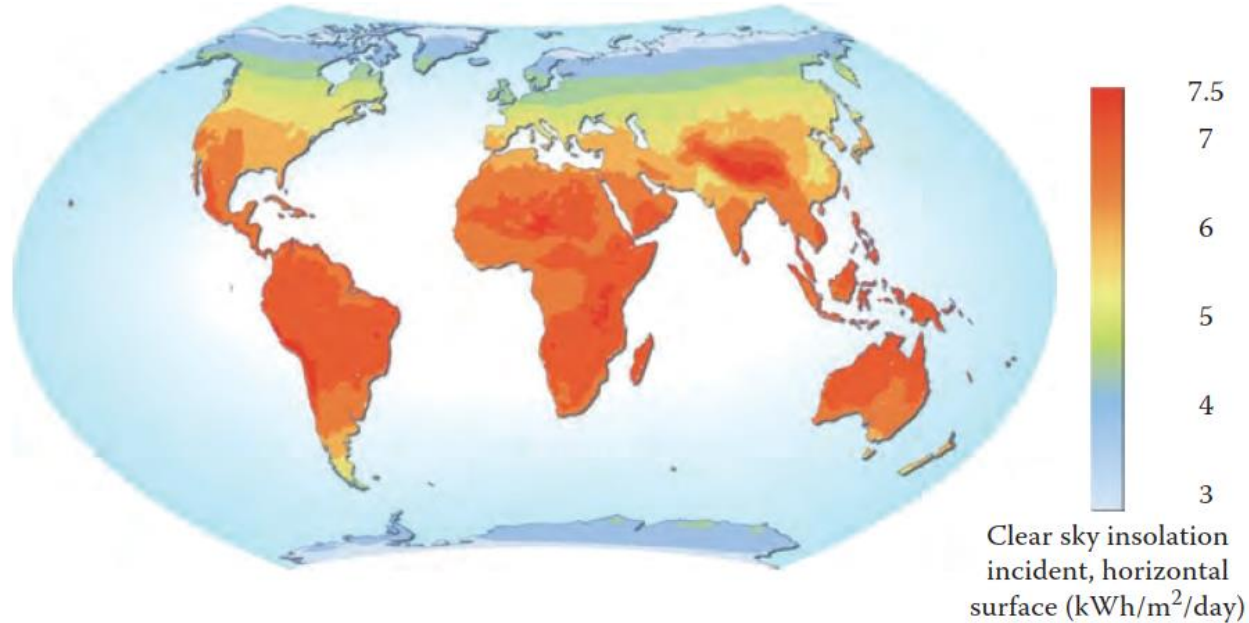 7.5
7
6
5
4
3
Clear sky insolation
incident, horizontal
surface (kWh/m²/day)